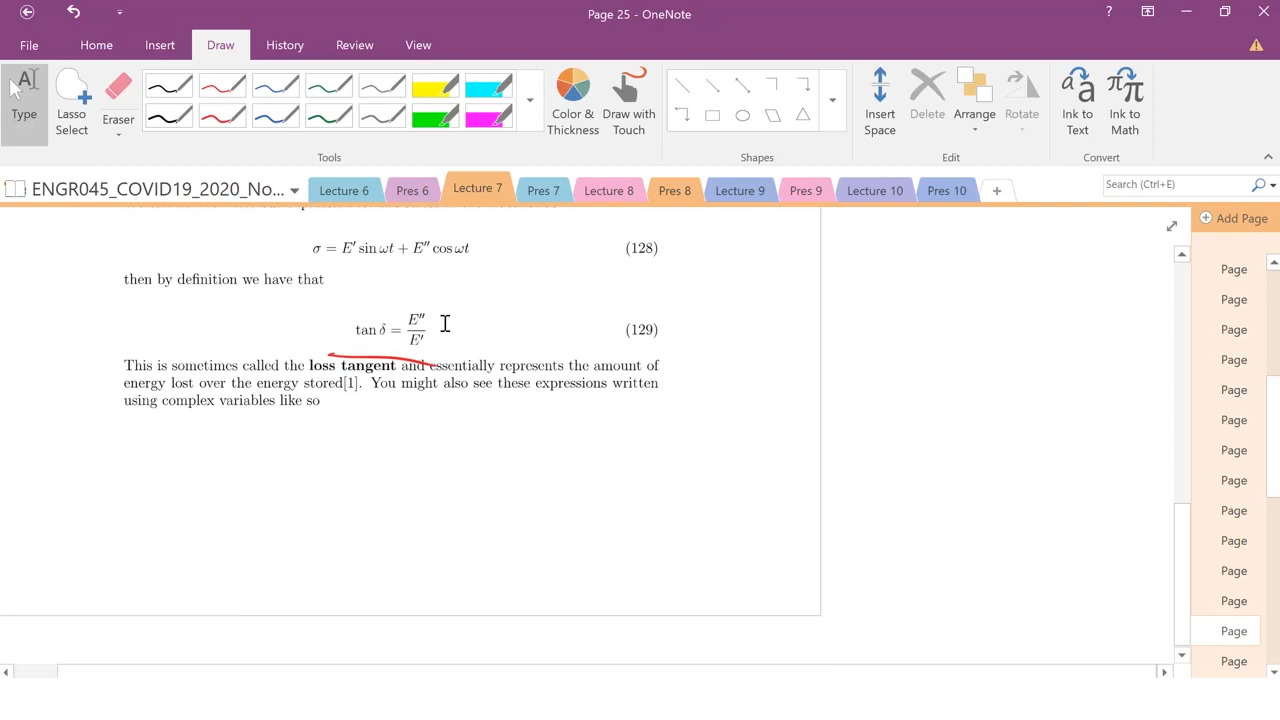 Page 25 - OneNote
?
File
Home
Insert
Draw
History
Review
View
Type
Lasso Select
Eraser
Color & Thickness
Draw with Touch
Insert Space
Delete
Arrange
Rotate
Ink to Text
Ink to Math
Tools
Shapes
Edit
Convert
ENGR045_COVID19_2020_No...
Lecture 6
Pres 6
Lecture 7
Pres 7
Lecture 8
Pres 8
Lecture 9
Pres 9
Lecture 10
Pres 10
+
Search (Ctrl+E)
Add Page
σ = E′ sin ωt + E″ cos ωt (128)
then by definition we have that
tan δ = E″/E′ (129)
This is sometimes called the loss tangent and essentially represents the amount of
energy lost over the energy stored[1]. You might also see these expressions written
using complex variables like so
Page
Page
Page
Page
Page
Page
Page
Page
Page
Page
Page
Page
Page
Page